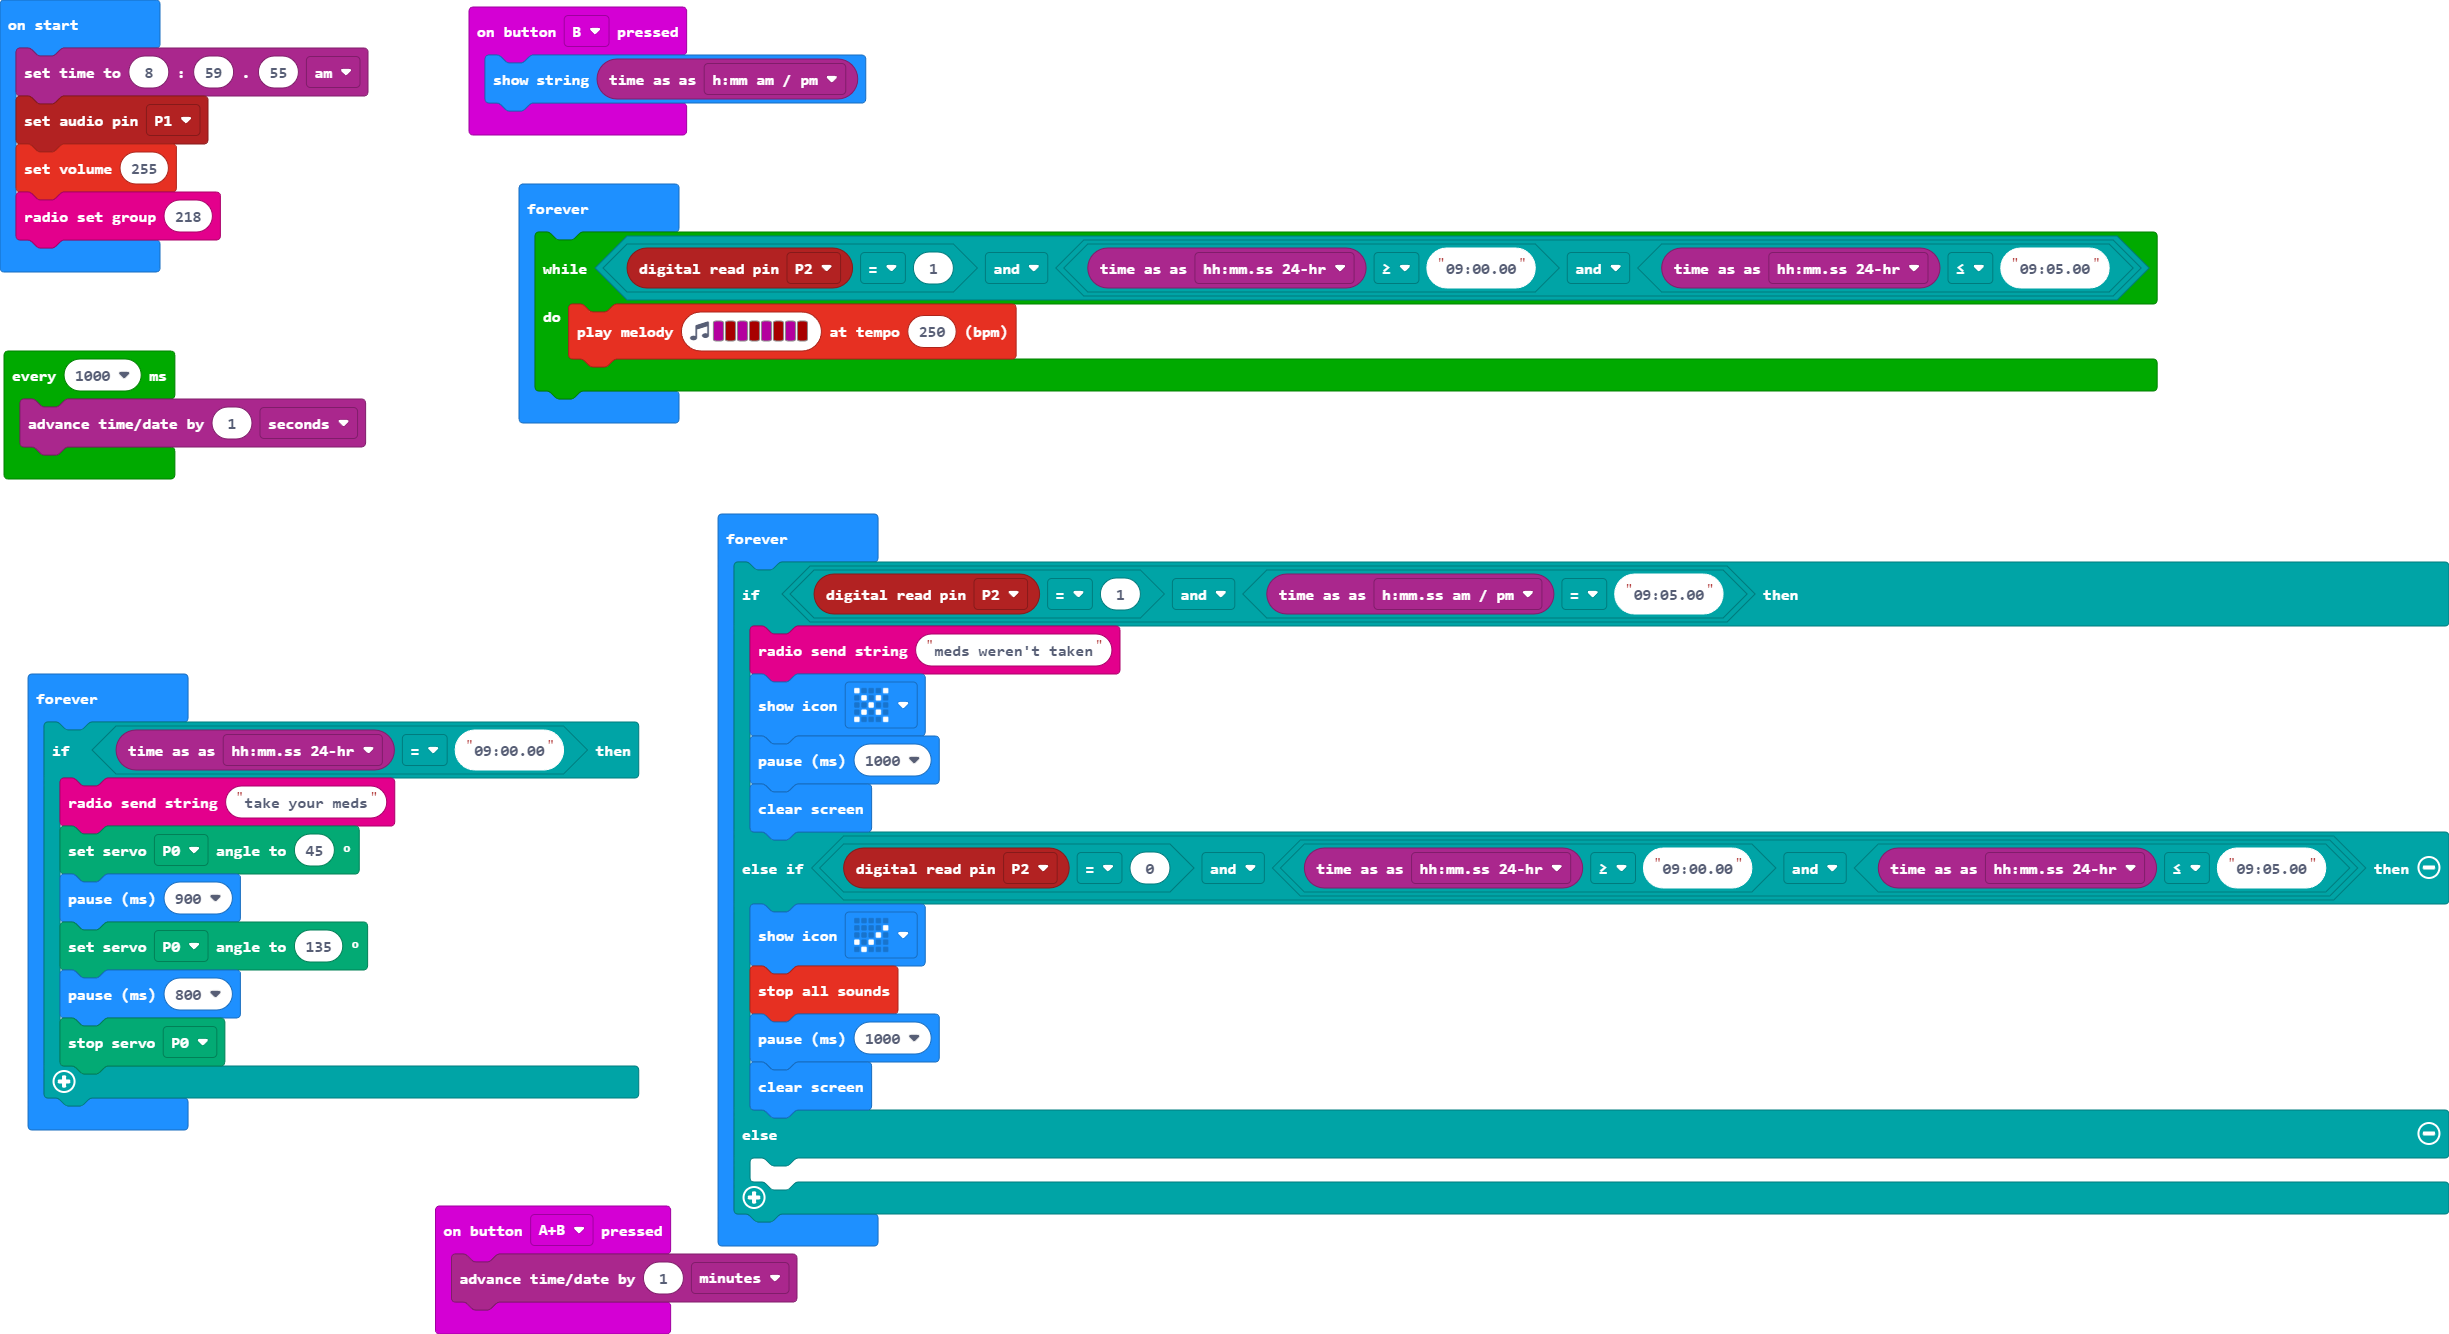 on start
set time to 8 : 59 . 55 am
set audio pin P1
set volume 255
radio set group 218
on button B pressed
show string time as as h:mm am / pm
forever
while digital read pin P2 = 1 and time as as hh:mm.ss 24-hr ≥ "09:00.00" and time as as hh:mm.ss 24-hr ≤ "09:05.00"
do play melody at tempo 250 (bpm)
every 1000 ms
advance time/date by 1 seconds
forever
if time as as hh:mm.ss 24-hr = "09:00.00" then
radio send string "take your meds"
set servo P0 angle to 45 °
pause (ms) 900
set servo P0 angle to 135 °
pause (ms) 800
stop servo P0
forever
if digital read pin P2 = 1 and time as as h:mm.ss am / pm = "09:05.00" then
radio send string "meds weren't taken"
show icon
pause (ms) 1000
clear screen
else if digital read pin P2 = 0 and time as as hh:mm.ss 24-hr ≥ "09:00.00" and time as as hh:mm.ss 24-hr ≤ "09:05.00" then
show icon
stop all sounds
pause (ms) 1000
clear screen
else
on button A+B pressed
advance time/date by 1 minutes